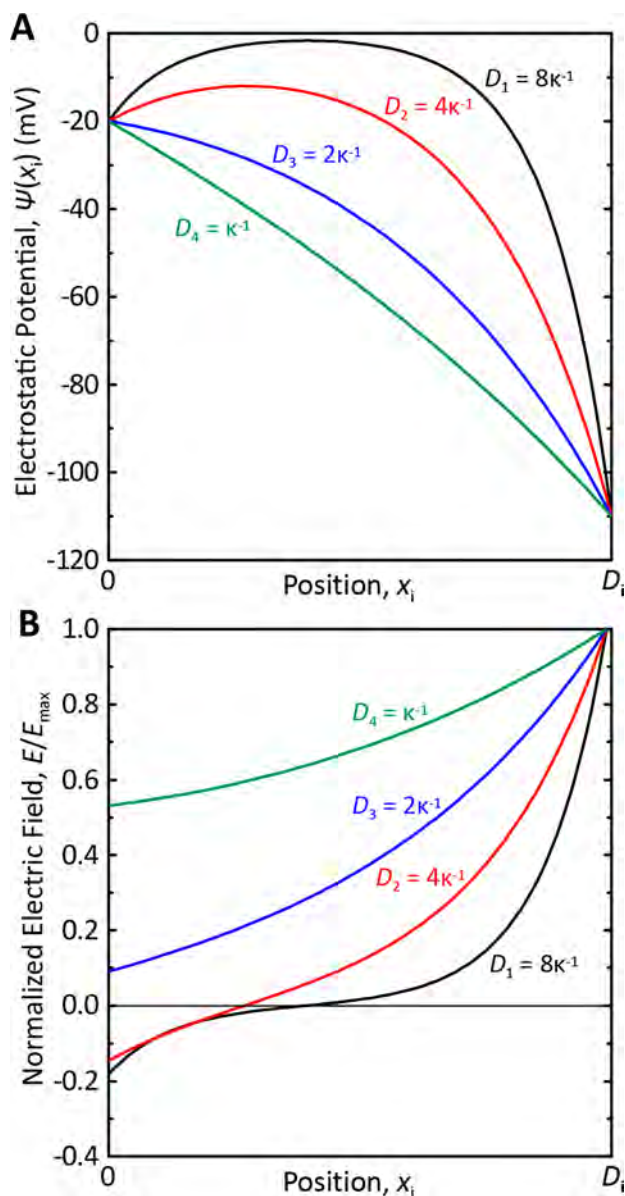 A
Electrostatic Potential, Ψ(xᵢ) (mV)
0
-20
-40
-60
-80
-100
-120
D₁ = 8κ⁻¹
D₂ = 4κ⁻¹
D₃ = 2κ⁻¹
D₄ = κ⁻¹
0
Position, xᵢ
Dᵢ
B
Normalized Electric Field, E/Eₘₐₓ
1.0
0.8
0.6
0.4
0.2
0.0
-0.2
-0.4
D₄ = κ⁻¹
D₃ = 2κ⁻¹
D₂ = 4κ⁻¹
D₁ = 8κ⁻¹
0
Position, xᵢ
Dᵢ